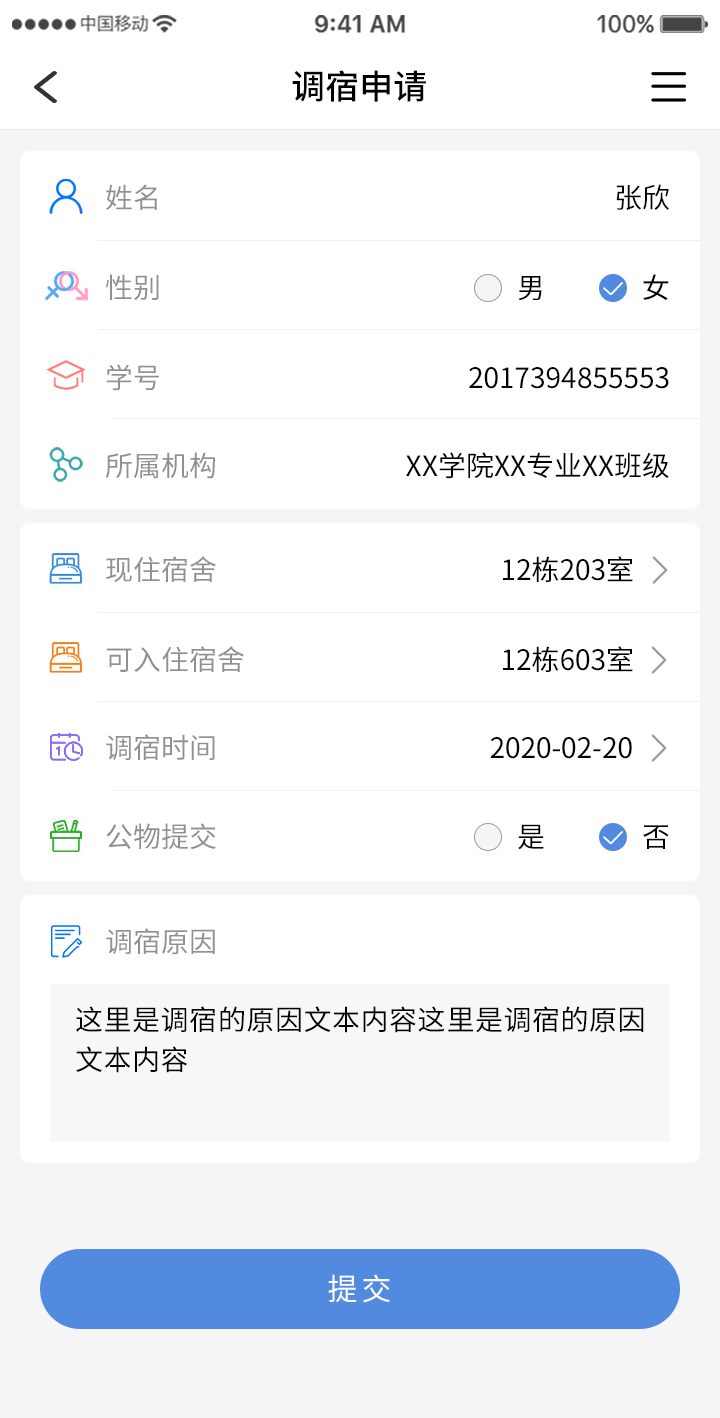 中国移动 9:41 AM 100%
调宿申请
姓名 张欣
性别 男 女
学号 2017394855553
所属机构 XX学院XX专业XX班级
现住宿舍 12栋203室
可入住宿舍 12栋603室
调宿时间 2020-02-20
公物提交 是 否
调宿原因
这里是调宿的原因文本内容这里是调宿的原因
文本内容
提交